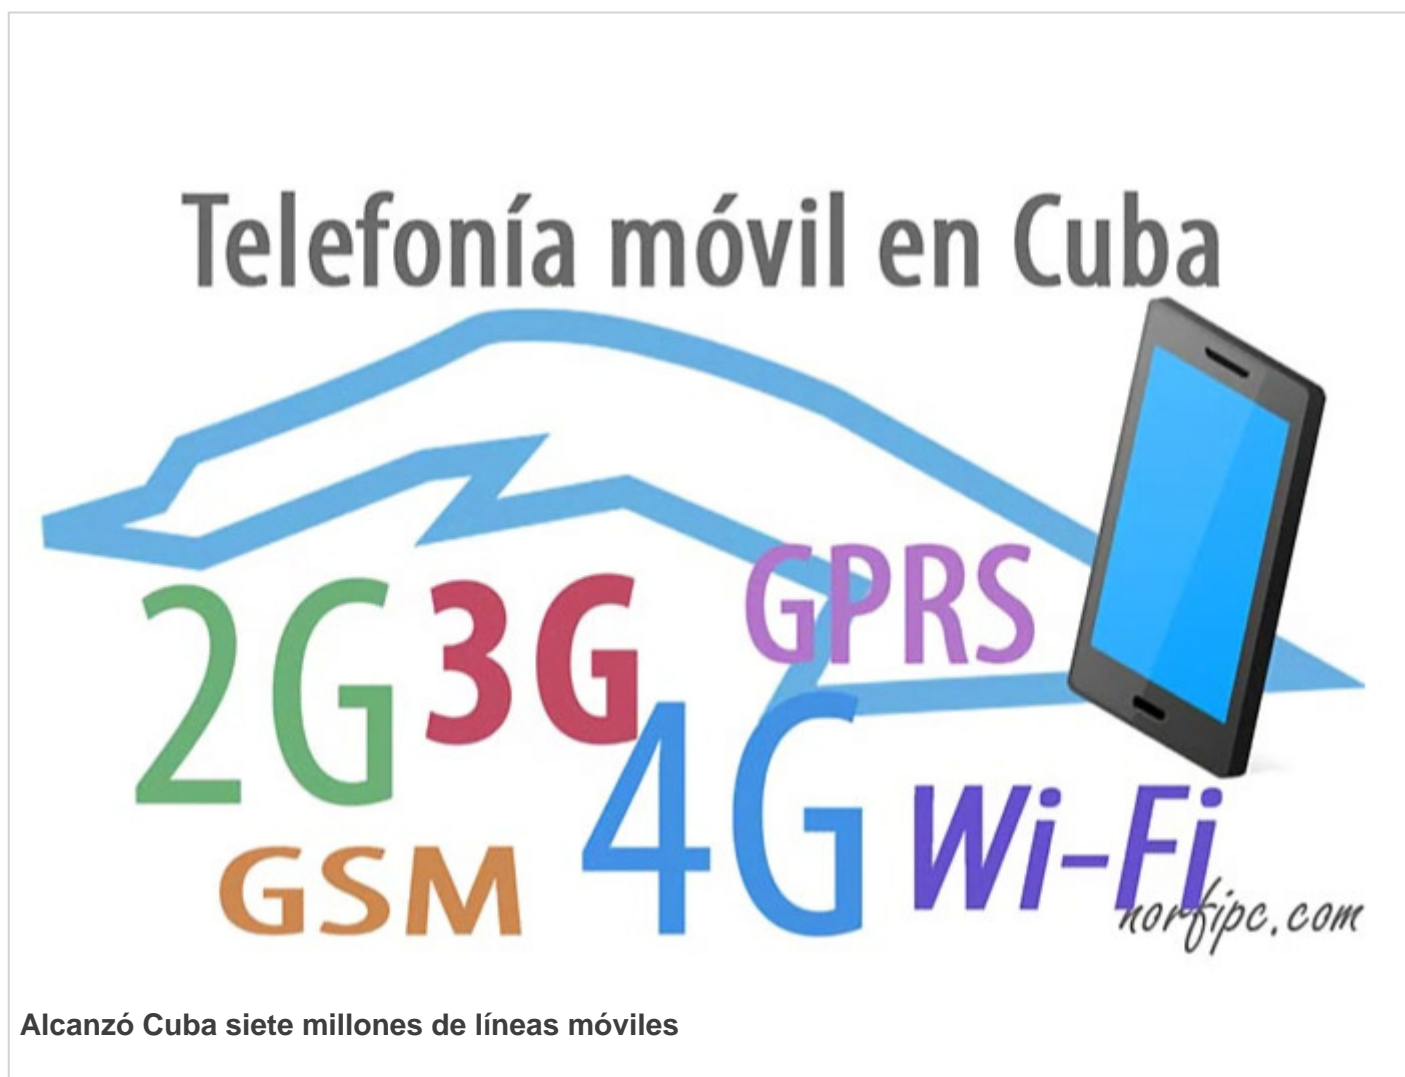 Telefonía móvil en Cuba
GPRS
2G 3G
4G
Wi-Fi
GSM
norfipc.com
Alcanzó Cuba siete millones de líneas móviles